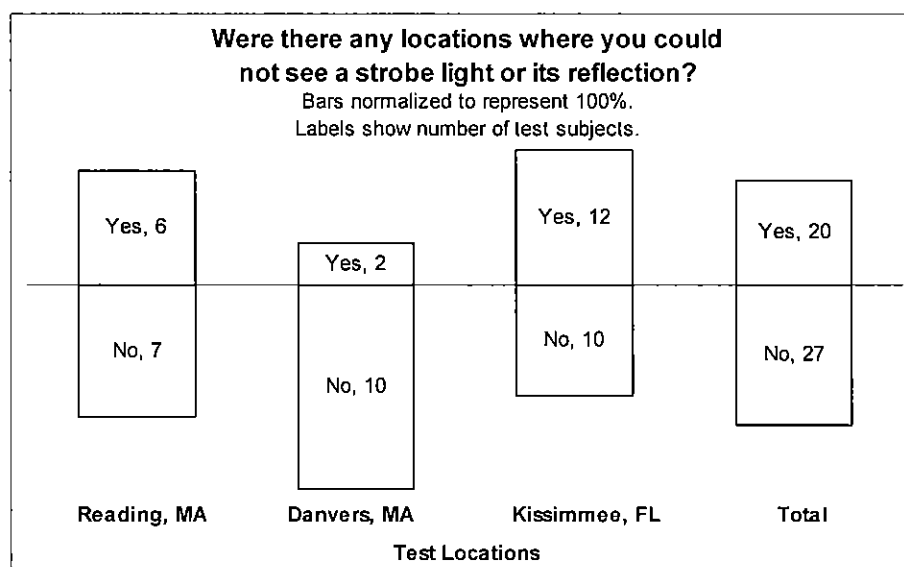 Were there any locations where you could
not see a strobe light or its reflection?
Bars normalized to represent 100%.
Labels show number of test subjects.
Yes, 6
Yes, 2
Yes, 12
Yes, 20
No, 7
No, 10
No, 10
No, 27
Reading, MA
Danvers, MA
Kissimmee, FL
Total
Test Locations